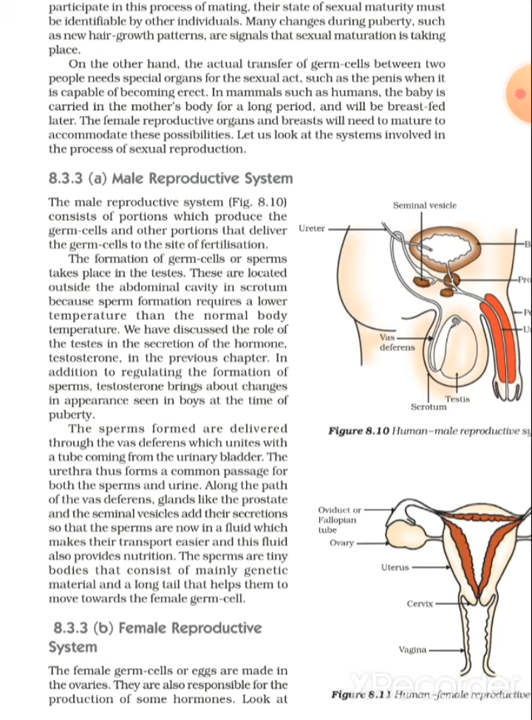 participate in this process of mating, their state of sexual maturity must
be identifiable by other individuals. Many changes during puberty, such
as new hair-growth patterns, are signals that sexual maturation is taking
place.
On the other hand, the actual transfer of germ-cells between two
people needs special organs for the sexual act, such as the penis when it
is capable of becoming erect. In mammals such as humans, the baby is
carried in the mother's body for a long period, and will be breast-fed
later. The female reproductive organs and breasts will need to mature to
accommodate these possibilities. Let us look at the systems involved in
the process of sexual reproduction.
8.3.3 (a) Male Reproductive System
The male reproductive system (Fig. 8.10)
consists of portions which produce the
germ-cells and other portions that deliver
the germ-cells to the site of fertilisation.
The formation of germ-cells or sperms
takes place in the testes. These are located
outside the abdominal cavity in scrotum
because sperm formation requires a lower
temperature than the normal body
temperature. We have discussed the role of
the testes in the secretion of the hormone,
testosterone, in the previous chapter. In
addition to regulating the formation of
sperms, testosterone brings about changes
in appearance seen in boys at the time of
puberty.
The sperms formed are delivered
through the vas deferens which unites with
a tube coming from the urinary bladder. The
urethra thus forms a common passage for
both the sperms and urine. Along the path
of the vas deferens, glands like the prostate
and the seminal vesicles add their secretions
so that the sperms are now in a fluid which
makes their transport easier and this fluid
also provides nutrition. The sperms are tiny
bodies that consist of mainly genetic
material and a long tail that helps them to
move towards the female germ-cell.
8.3.3 (b) Female Reproductive
System
The female germ-cells or eggs are made in
the ovaries. They are also responsible for the
production of some hormones. Look at
Seminal vesicle
Ureter
B
Pro
P
U
Vas
deferens
Testis
Scrotum
Figure 8.10 Human–male reproductive sy
Oviduct or
Fallopian
tube
Ovary
Uterus
Cervix
Vagina
XRecorder
Figure 8.11 Human–female reproductive